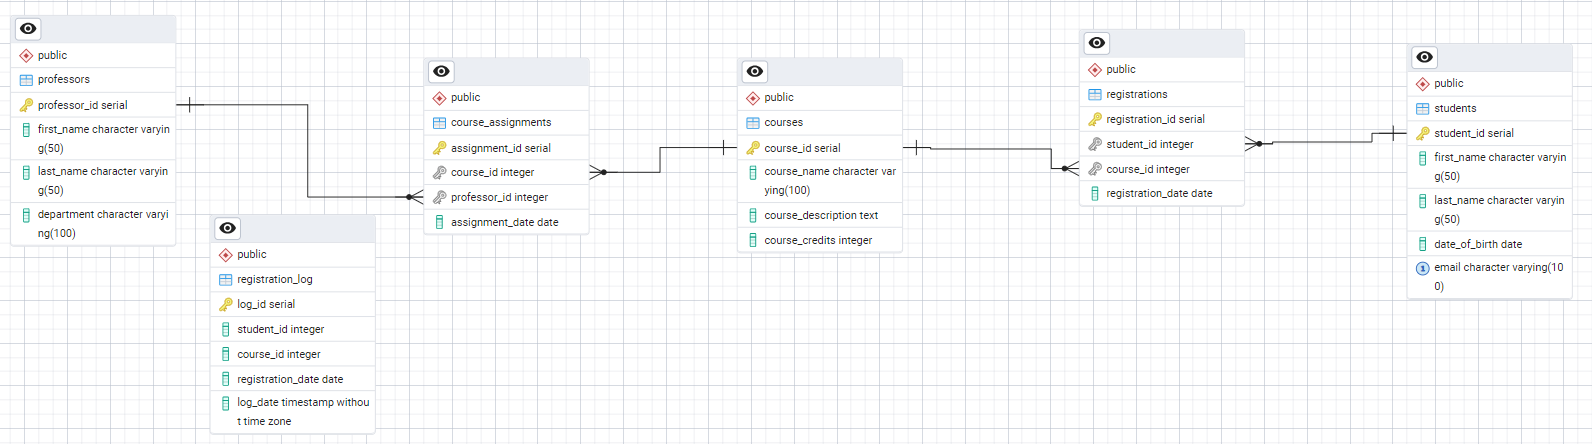 public
professors
professor_id serial
first_name character varyin
g(50)
last_name character varyin
g(50)
department character varyi
ng(100)
public
registration_log
log_id serial
student_id integer
course_id integer
registration_date date
log_date timestamp withou
t time zone
public
course_assignments
assignment_id serial
course_id integer
professor_id integer
assignment_date date
public
courses
course_id serial
course_name character var
ying(100)
course_description text
course_credits integer
public
registrations
registration_id serial
student_id integer
course_id integer
registration_date date
public
students
student_id serial
first_name character varyin
g(50)
last_name character varyin
g(50)
date_of_birth date
1
email character varying(10
0)